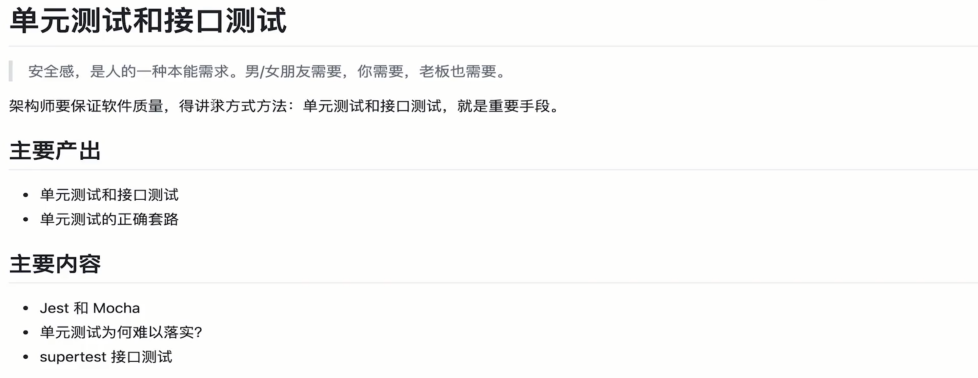 单元测试和接口测试
安全感，是人的一种本能需求。男/女朋友需要，你需要，老板也需要。
架构师要保证软件质量，得讲求方式方法：单元测试和接口测试，就是重要手段。
主要产出
• 单元测试和接口测试
• 单元测试的正确套路
主要内容
• Jest 和 Mocha
• 单元测试为何难以落实?
• supertest 接口测试